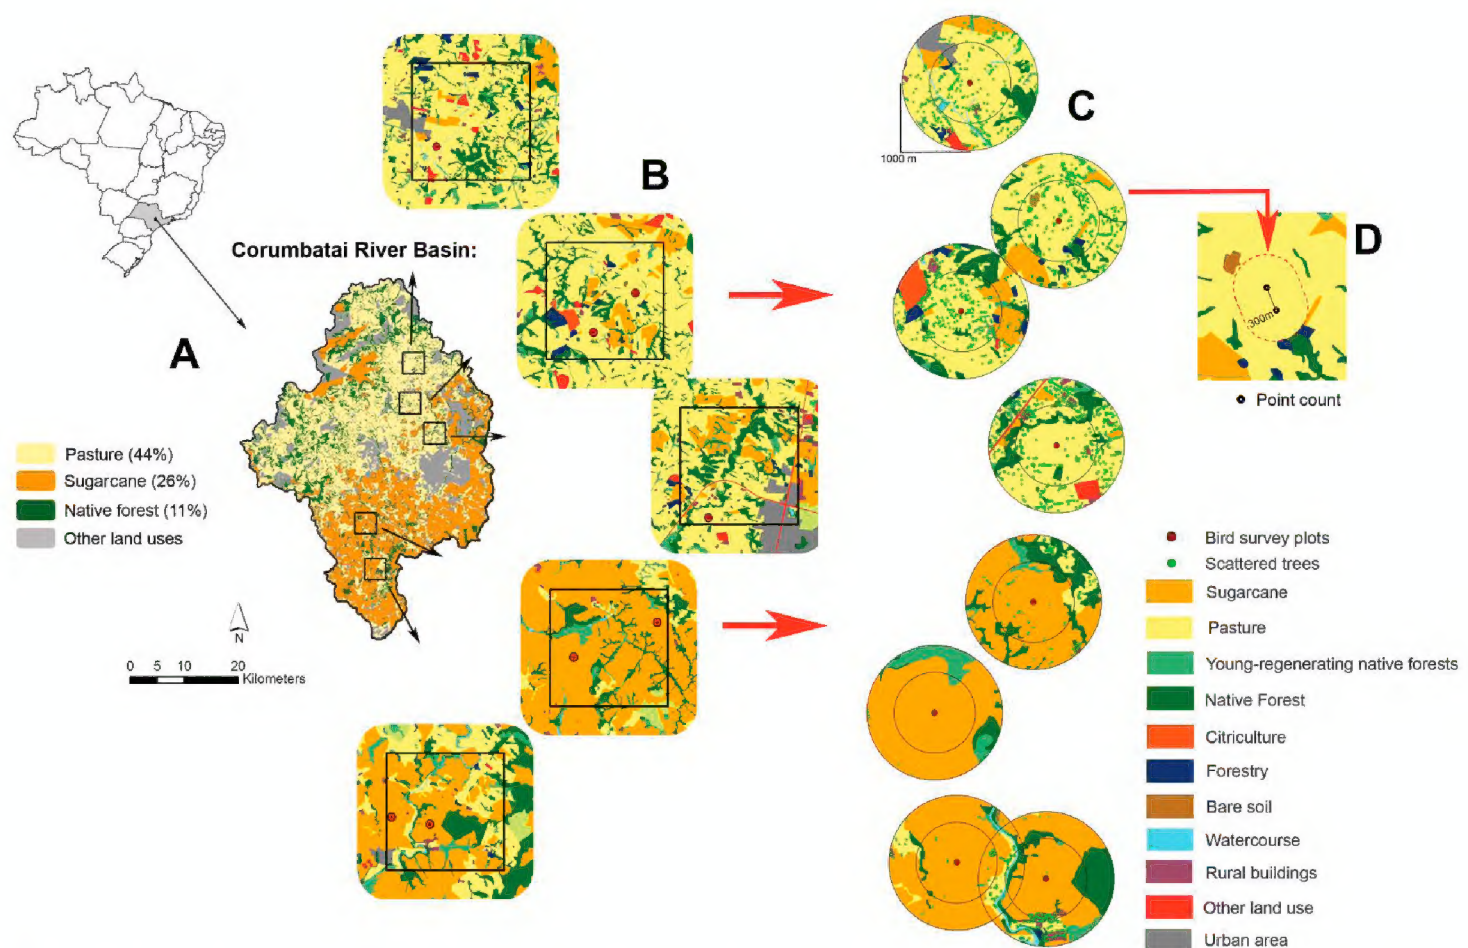 C
1000 m
B
D
Corumbatai River Basin:
A
300m
Point count
Pasture (44%)
Sugarcane (26%)
Native forest (11%)
Other land uses
N
0 5 10 20
Kilometers
Bird survey plots
Scattered trees
Sugarcane
Pasture
Young-regenerating native forests
Native Forest
Citriculture
Forestry
Bare soil
Watercourse
Rural buildings
Other land use
Urban area